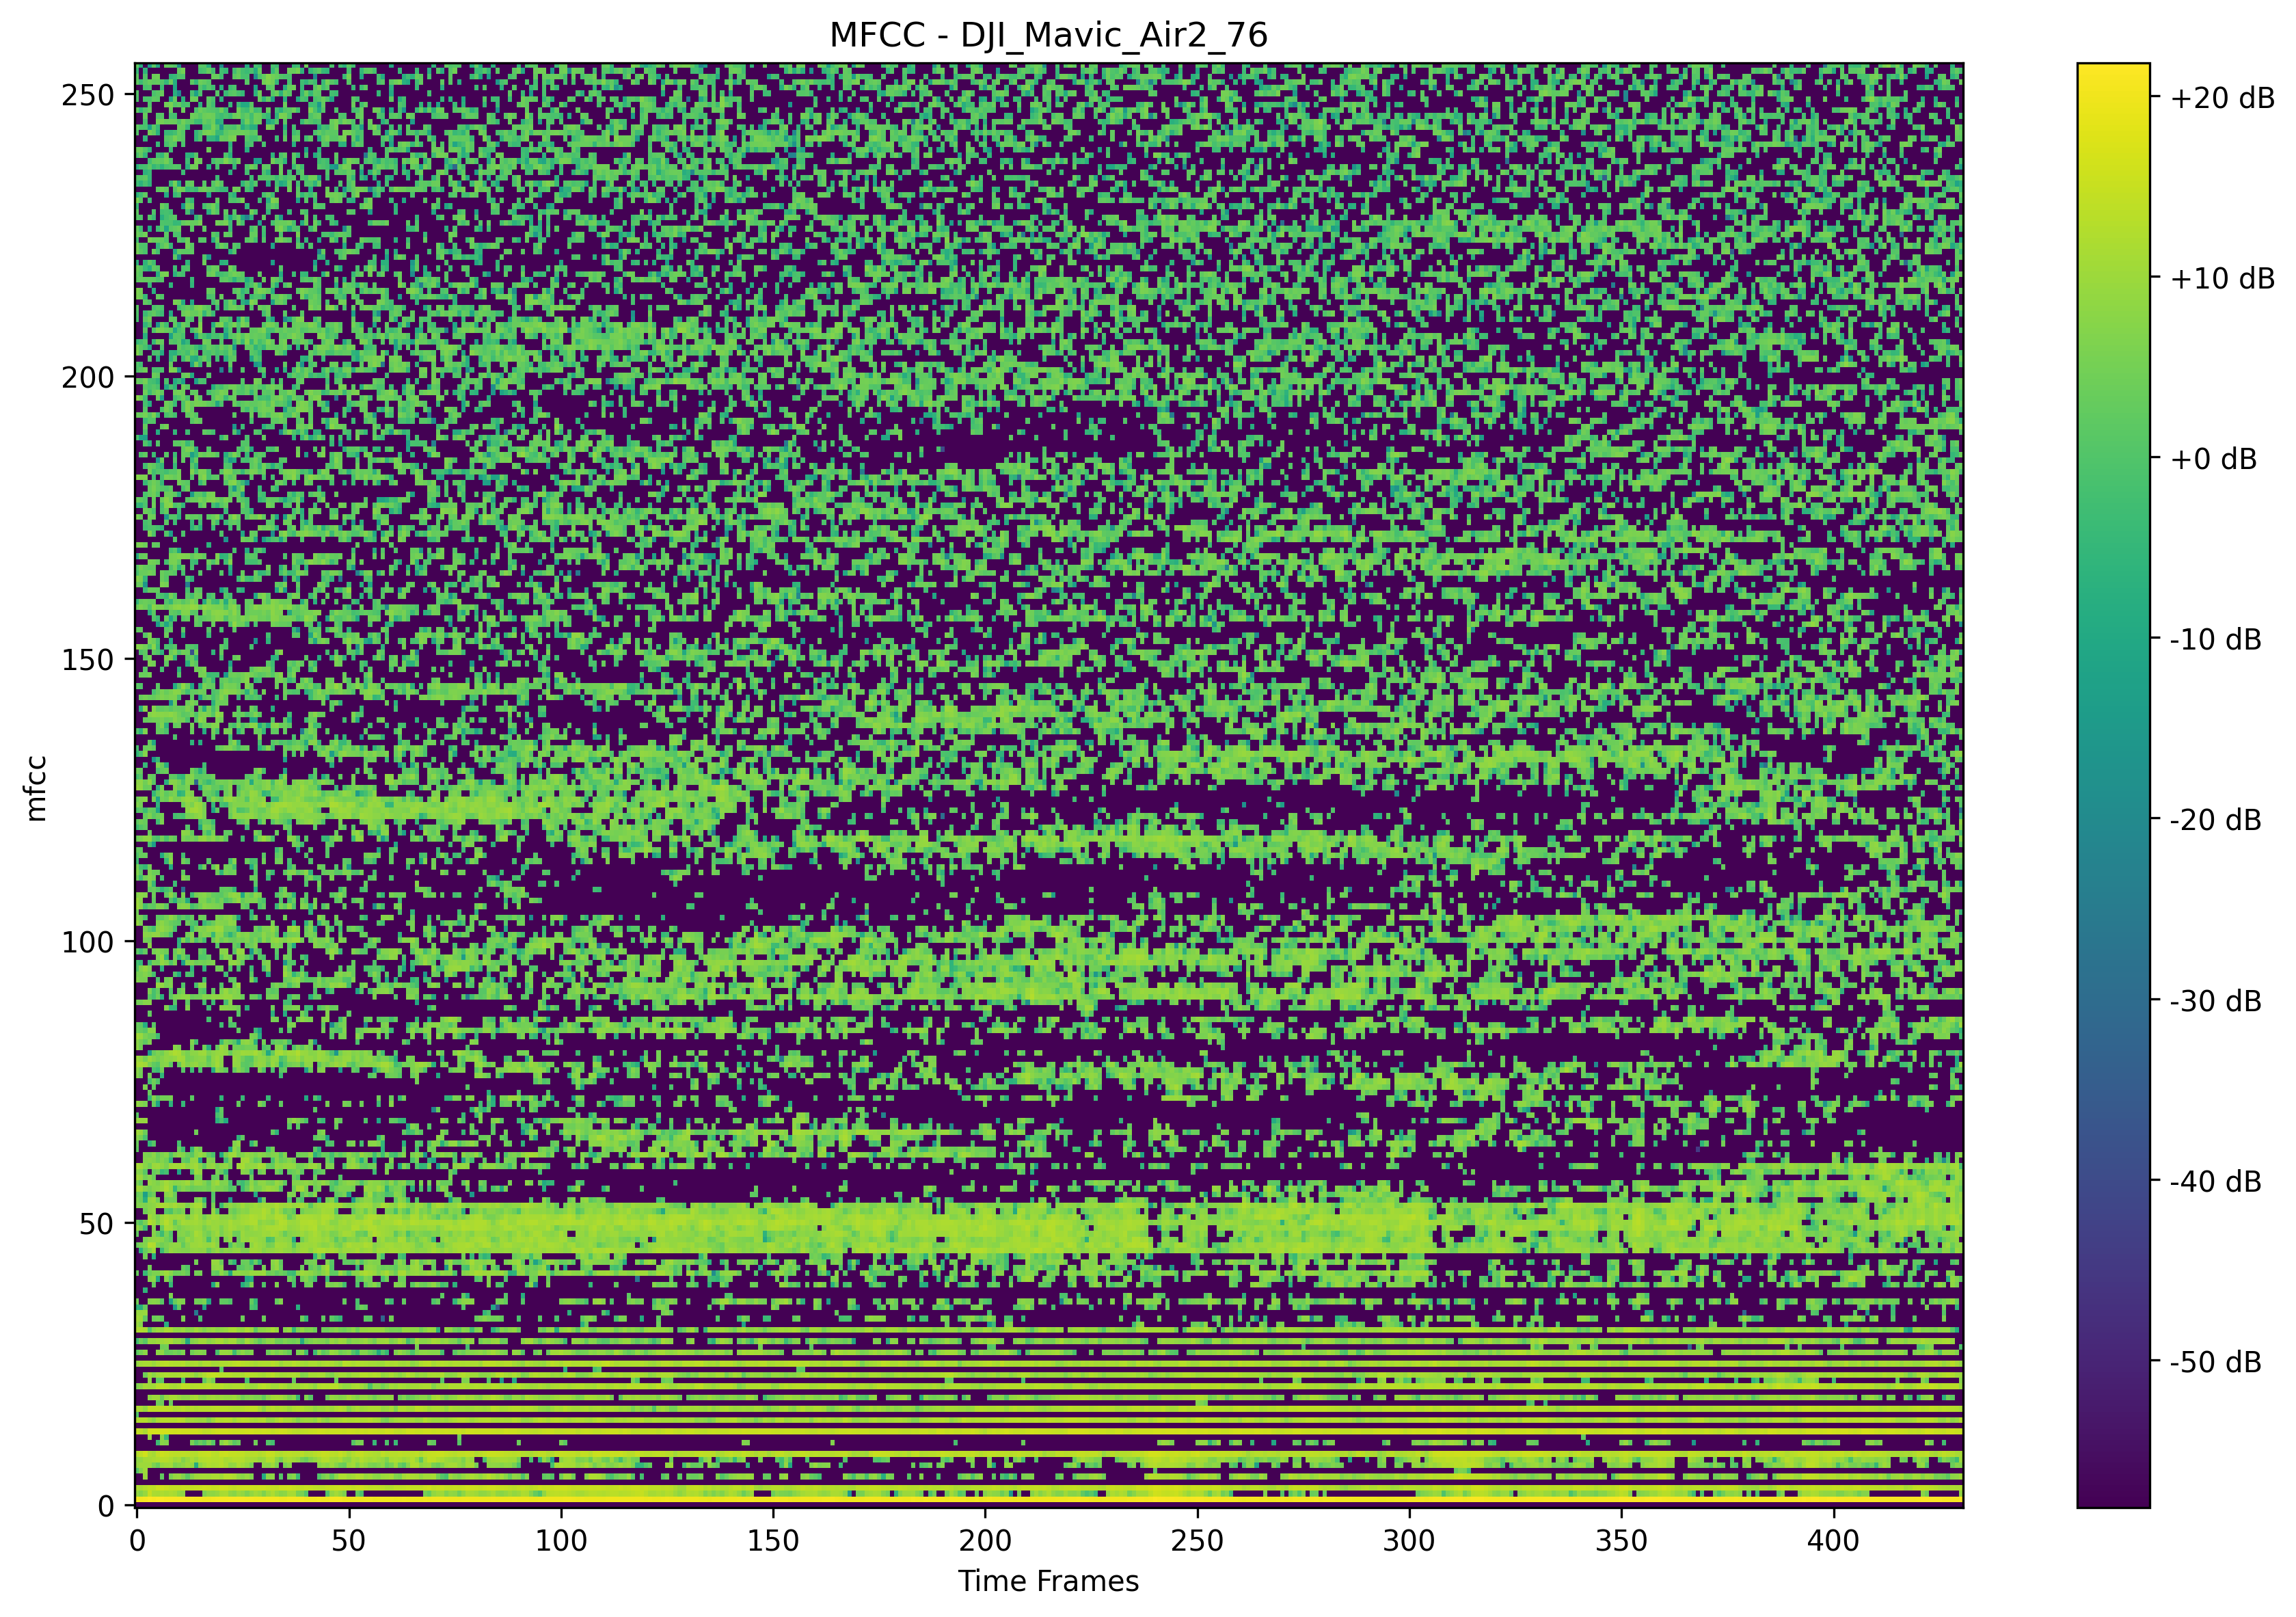 MFCC - DJI_Mavic_Air2_76
mfcc
250
200
150
100
50
0
0 50 100 150 200 250 300 350 400
Time Frames
+20 dB
+10 dB
+0 dB
-10 dB
-20 dB
-30 dB
-40 dB
-50 dB